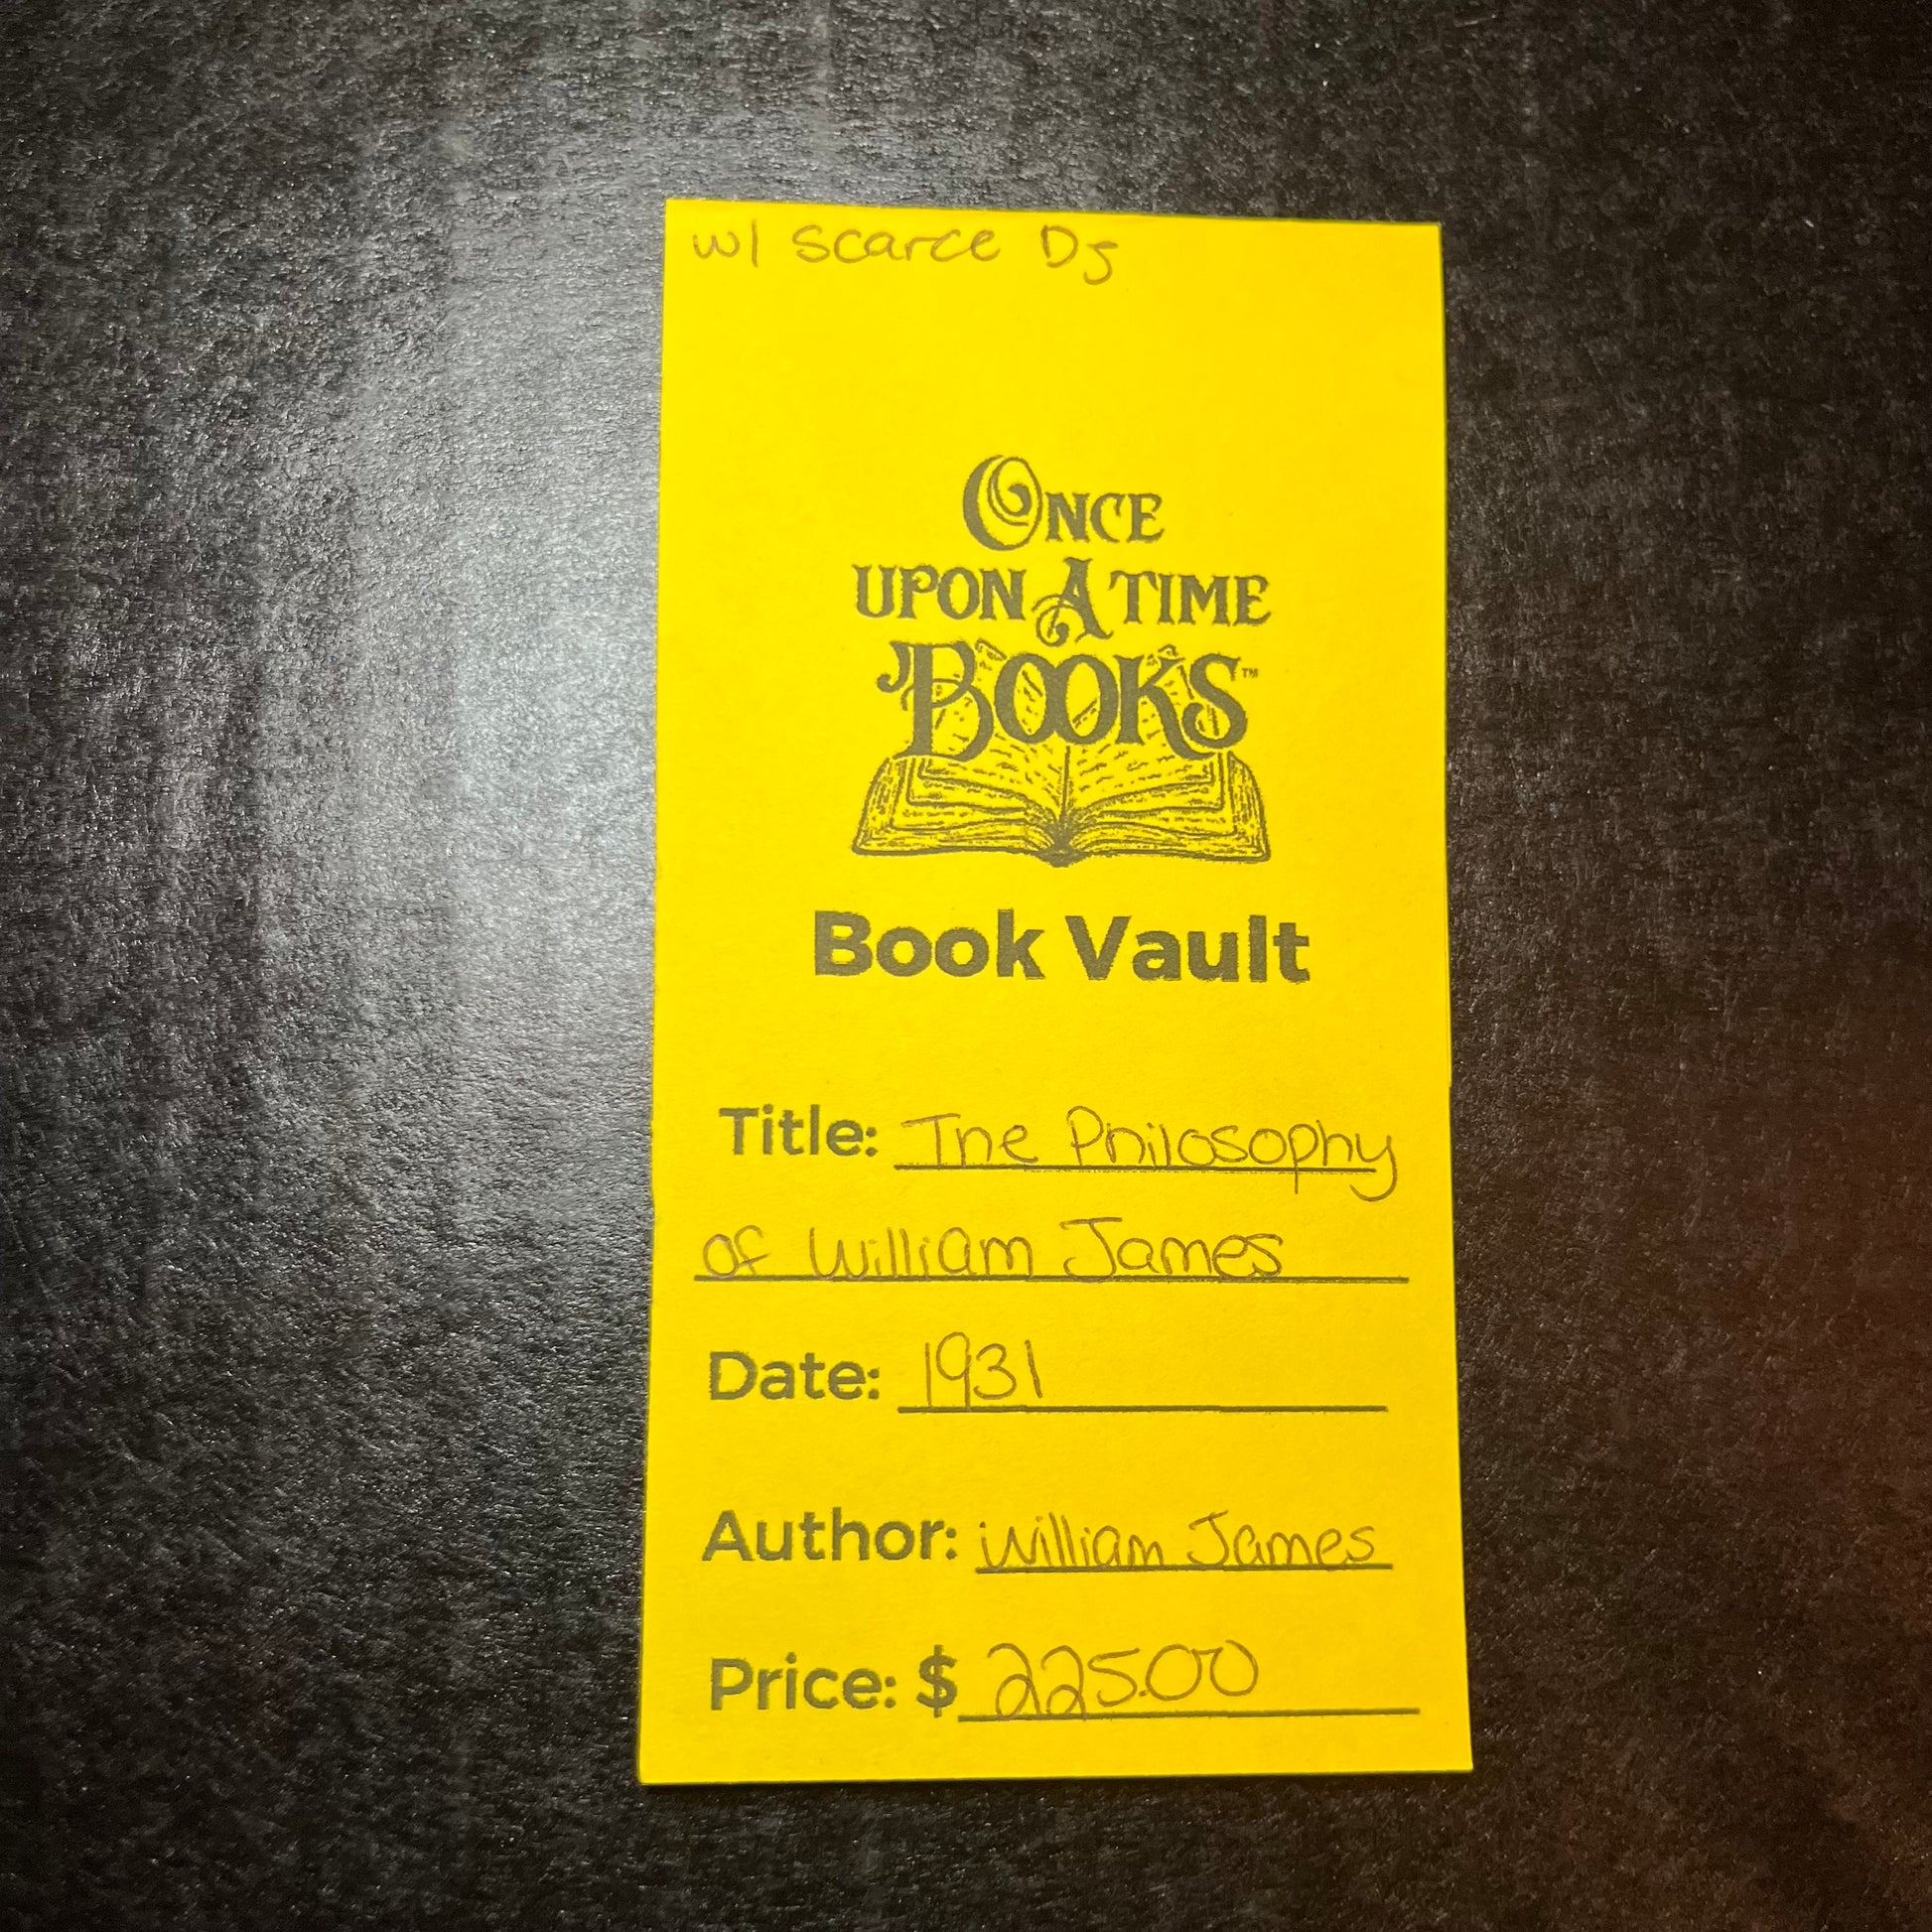 w/ scarce Dj
ONCE
UPON A TIME
BOOKS™
Book Vault
Title: The Philosophy
of William James
Date: 1931
Author: William James
Price: $ 225.00